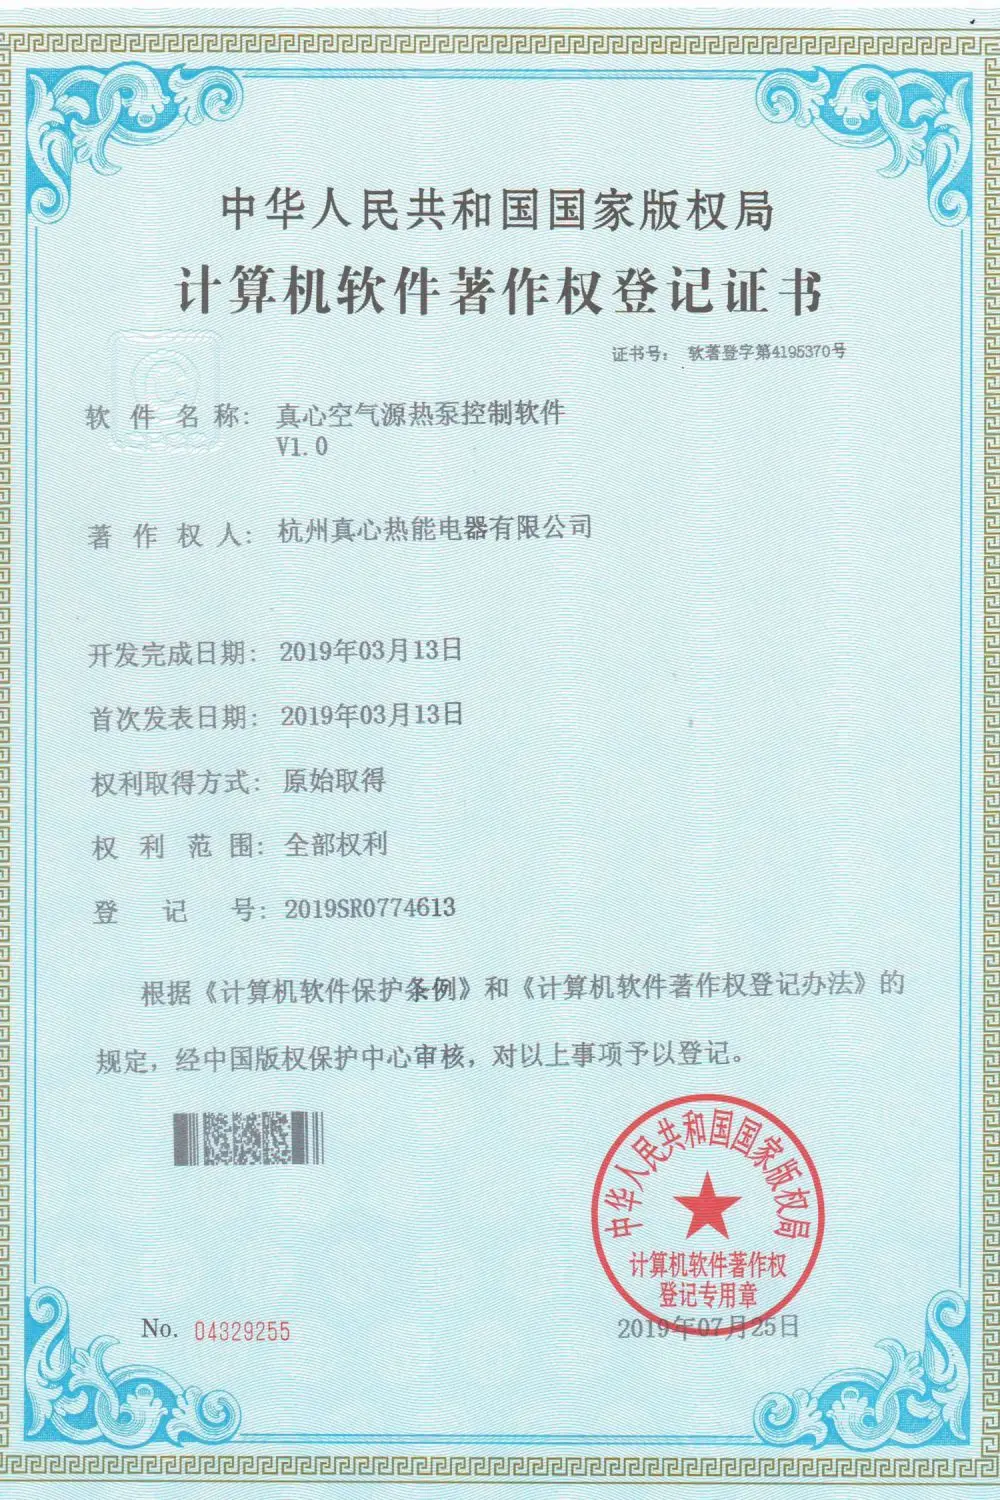 中华人民共和国国家版权局
计算机软件著作权登记证书
证书号： 软著登字第4195370号
软件名称： 真心空气源热泵控制软件
V1.0
著作权人： 杭州真心热能电器有限公司
开发完成日期： 2019年03月13日
首次发表日期： 2019年03月13日
权利取得方式： 原始取得
权利范围： 全部权利
登记号： 2019SR0774613
根据《计算机软件保护条例》和《计算机软件著作权登记办法》的
规定，经中国版权保护中心审核，对以上事项予以登记。
中华人民共和国国家版权局
计算机软件著作权
登记专用章
No. 04329255
2019年07月25日